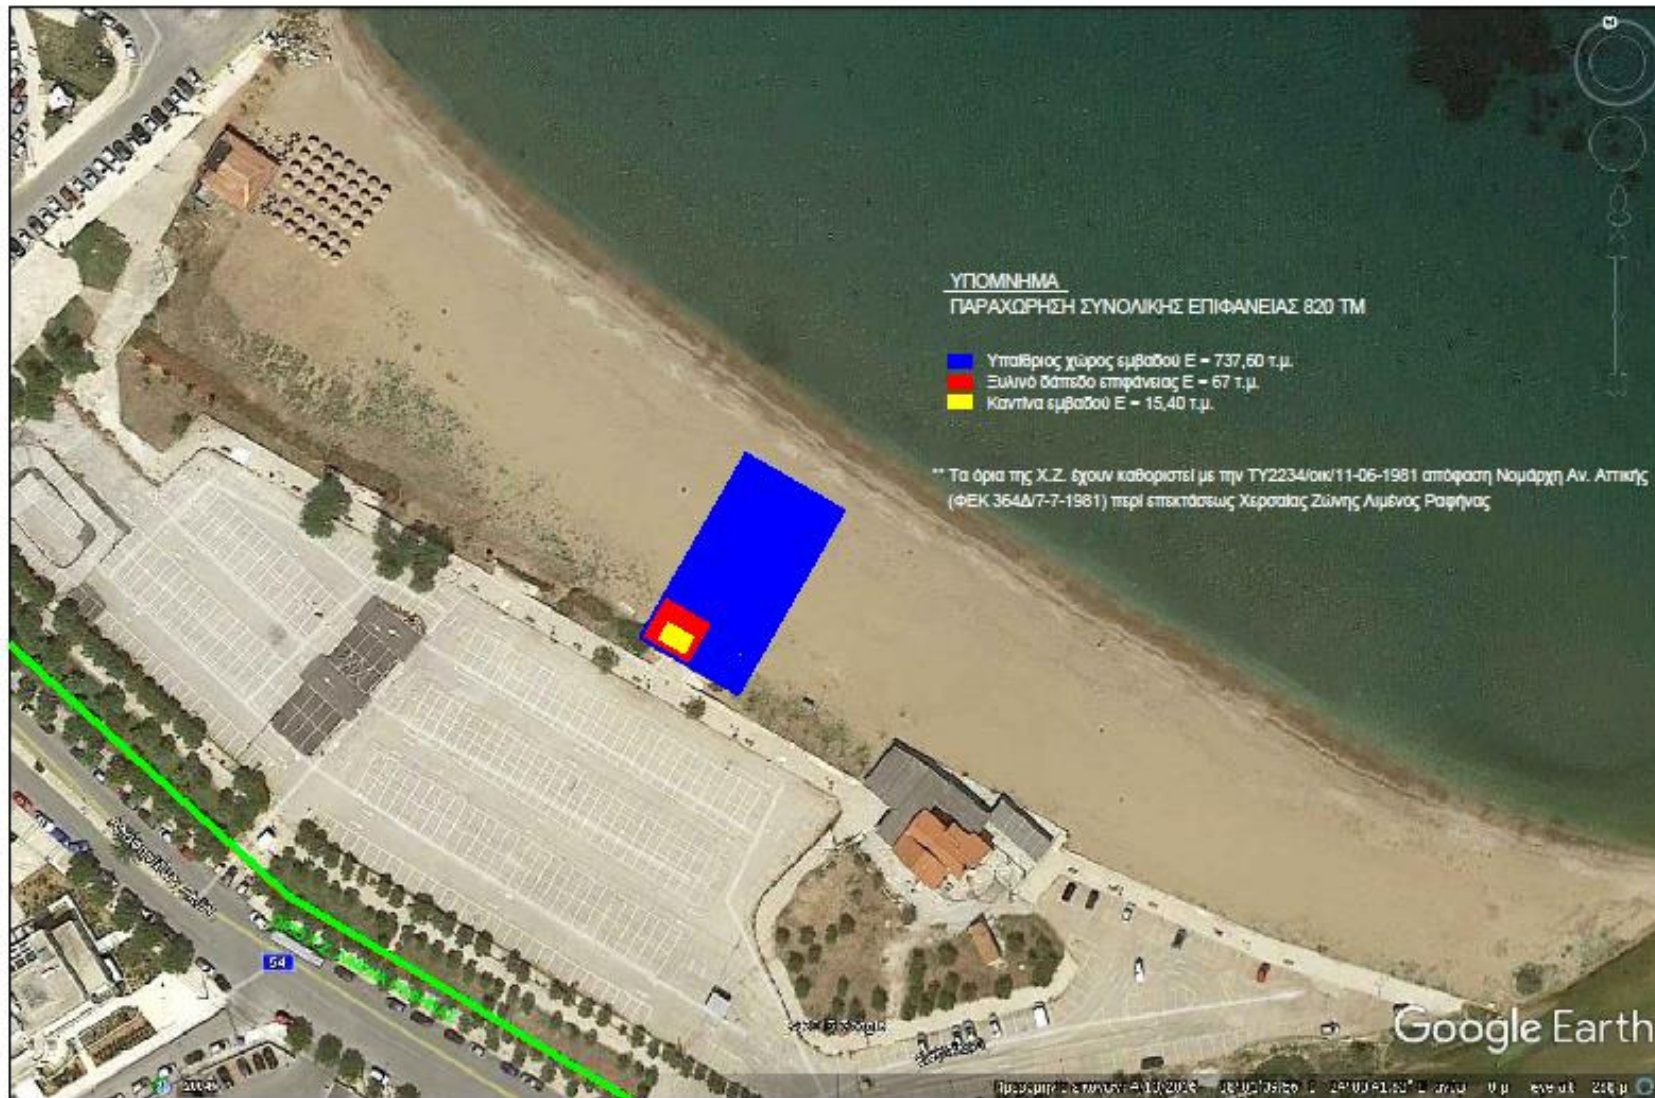 ΥΠΟΜΝΗΜΑ
ΠΑΡΑΧΩΡΗΣΗ ΣΥΝΟΛΙΚΗΣ ΕΠΙΦΑΝΕΙΑΣ 820 ΤΜ
Υπαίθριος χώρος εμβαδού Ε = 737,60 τ.μ.
Ξυλινό δάπεδο επιφάνειας Ε = 67 τ.μ.
Καντίνα εμβαδού Ε = 15,40 τ.μ.
** Τα όρια της Χ.Ζ. έχουν καθοριστεί με την ΤΥ2234/οικ/11-06-1981 απόφαση Νομάρχη Αν. Αττικής
(ΦΕΚ 364Δ/7-7-1981) περί επεκτάσεως Χερσαίας Ζώνης Λιμένος Ραφήνας
54
Google Earth